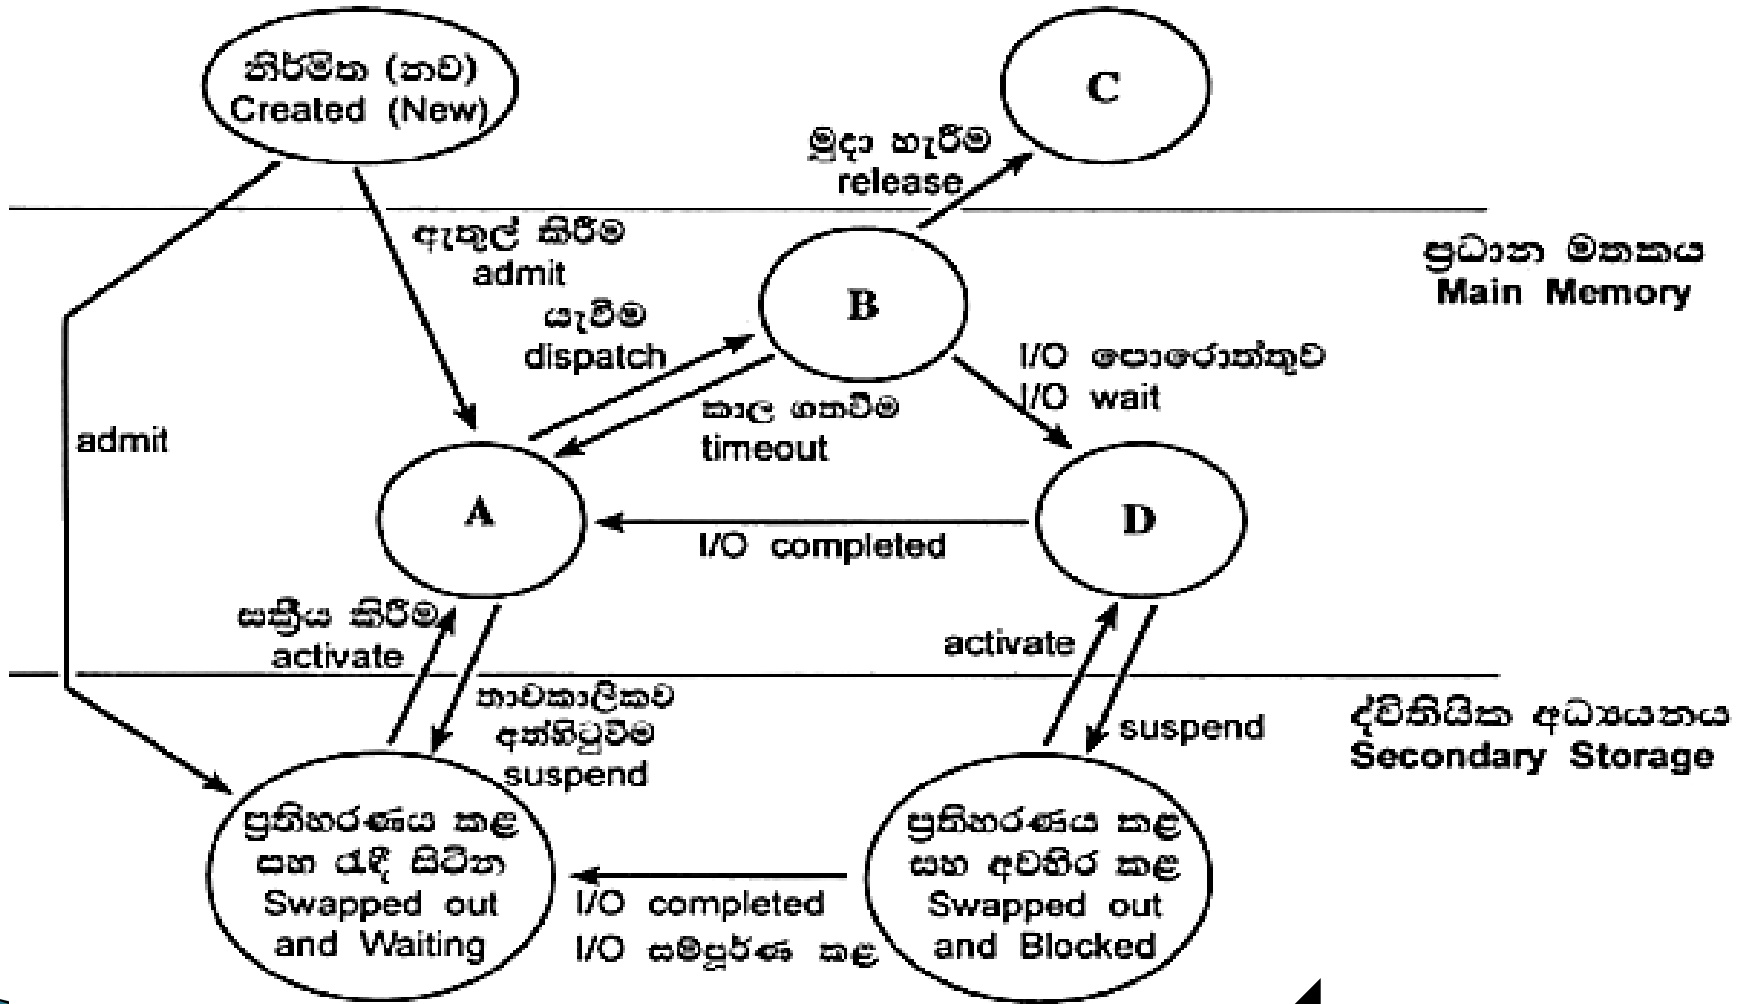 නිර්මිත (නව)
Created (New)
C
මුදා හැරීම
release
ඇතුල් කිරීම
admit
ප්‍රධාන මතකය
Main Memory
යැවීම
dispatch
B
I/O පොරොත්තුව
I/O wait
කාල ගතවීම
timeout
admit
A
D
I/O completed
සක්‍රීය කිරීම
activate
activate
තාවකාලිකව
අත්හිටුවීම
suspend
suspend
ද්විතියික අධ්‍යයනය
Secondary Storage
ප්‍රතිහරණය කළ
සහ රැඳී සිටින
Swapped out
and Waiting
I/O completed
I/O සම්පූර්ණ කළ
ප්‍රතිහරණය කළ
සහ අවහිර කළ
Swapped out
and Blocked